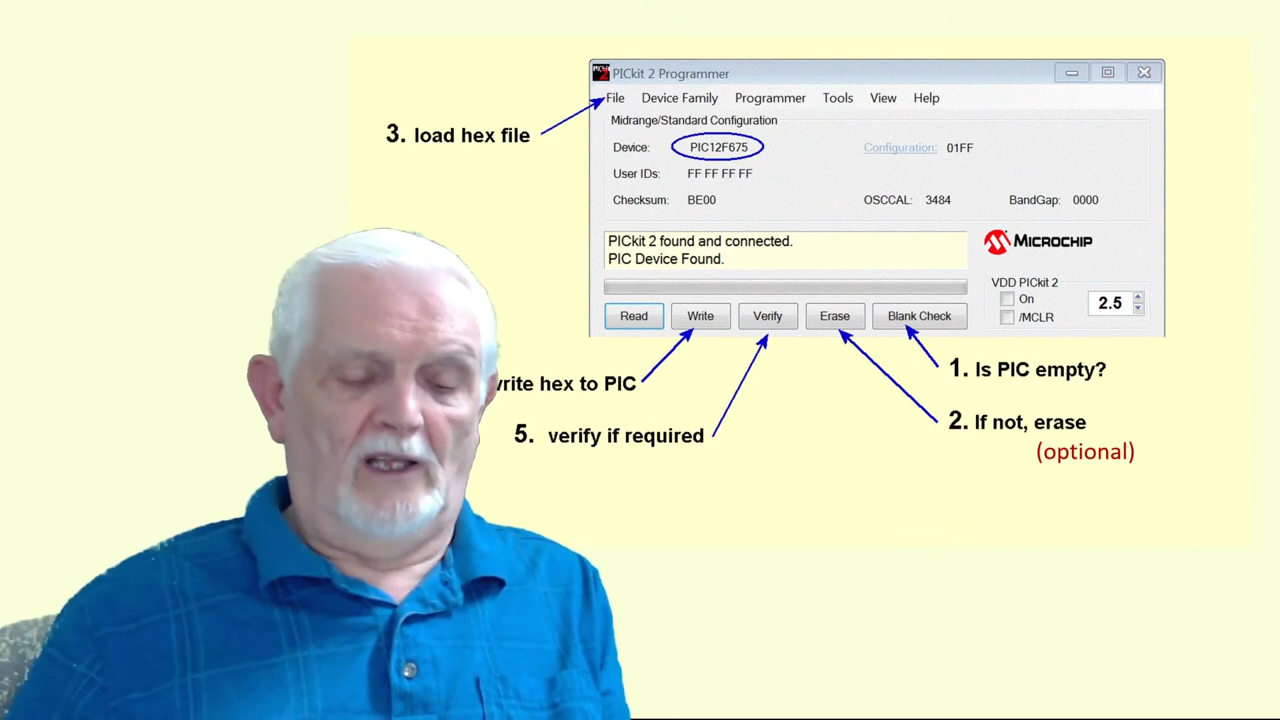 PICkit 2 Programmer
File Device Family Programmer Tools View Help
3. load hex file
Midrange/Standard Configuration
Device: PIC12F675 Configuration: 01FF
User IDs: FF FF FF FF
Checksum: BE00 OSCCAL: 3484 BandGap: 0000
PICkit 2 found and connected.
PIC Device Found.
MICROCHIP
VDD PICkit 2
On
/MCLR
2.5
Read Write Verify Erase Blank Check
hex to PIC
1. Is PIC empty?
5. verify if required
2. If not, erase
(optional)